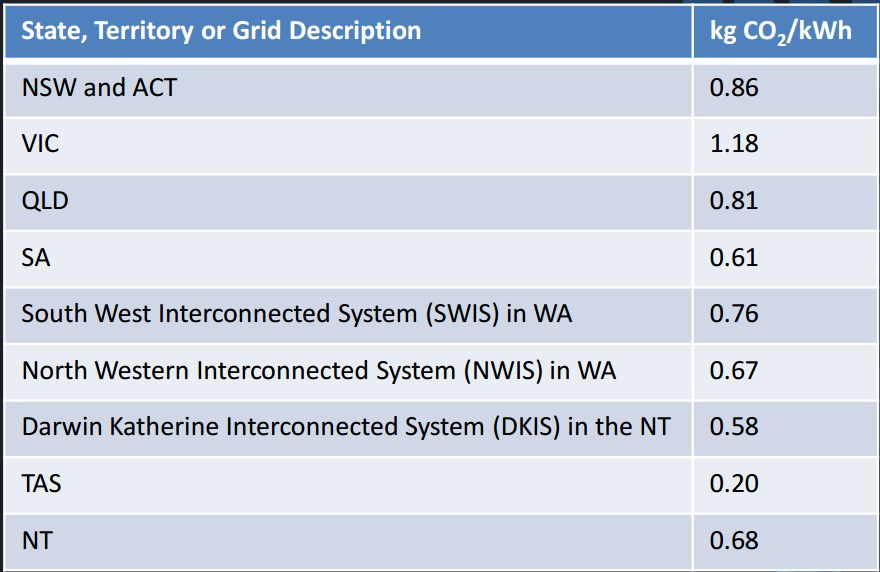 State, Territory or Grid Description kg CO₂/kWh
NSW and ACT 0.86
VIC 1.18
QLD 0.81
SA 0.61
South West Interconnected System (SWIS) in WA 0.76
North Western Interconnected System (NWIS) in WA 0.67
Darwin Katherine Interconnected System (DKIS) in the NT 0.58
TAS 0.20
NT 0.68